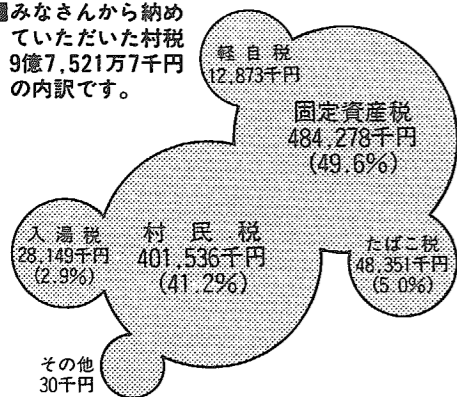 みなさんから納め
ていただいた村税
9億7,521万7千円
の内訳です。
軽自税
12,873千円
固定資産税
484,278千円
(49.6%)
入湯税
28,149千円
(2.9%)
村民税
401,536千円
(41.2%)
たばこ税
48,351千円
(5.0%)
その他
30千円